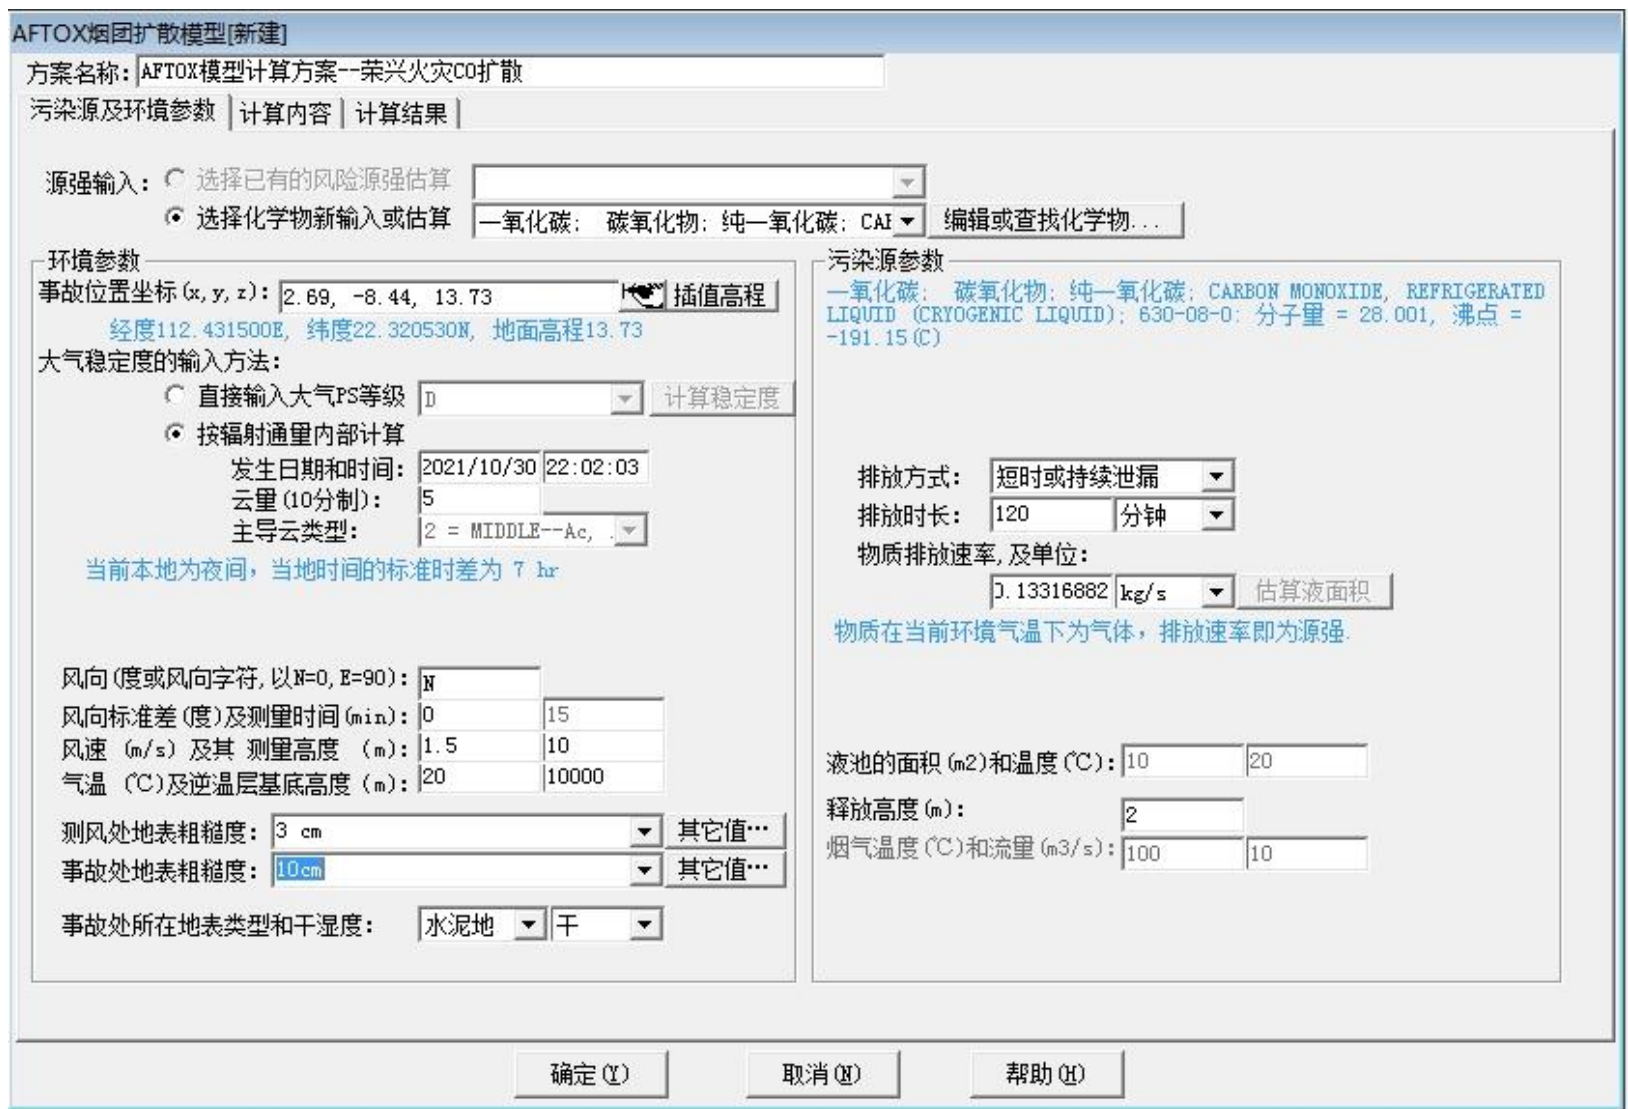 AFTOX烟团扩散模型[新建]
方案名称: AFTOX模型计算方案--荣兴火灾CO扩散
污染源及环境参数 计算内容 计算结果
源强输入: 选择已有的风险源强估算
选择化学物新输入或估算 一氧化碳; 碳氧化物; 纯一氧化碳; CAI 编辑或查找化学物...
环境参数
事故位置坐标(x,y,z): 2.69, -8.44, 13.73 插值高程
经度112.431500E, 纬度22.320530N, 地面高程13.73
大气稳定度的输入方法:
直接输入大气PS等级 D 计算稳定度
按辐射通量内部计算
发生日期和时间: 2021/10/30 22:02:03
云量(10分制): 5
主导云类型: 2 = MIDDLE--Ac, .
当前本地为夜间, 当地时间的标准时差为 7 hr
风向(度或风向字符,以N=0,E=90): N
风向标准差(度)及测量时间(min): 0 15
风速 (m/s) 及其 测量高度 (m): 1.5 10
气温 (℃)及逆温层基底高度 (m): 20 10000
测风处地表粗糙度: 3 cm 其它值…
事故处地表粗糙度: 10cm 其它值…
事故处所在地表类型和干湿度: 水泥地 干
污染源参数
一氧化碳; 碳氧化物; 纯一氧化碳; CARBON MONOXIDE, REFRIGERATED
LIQUID (CRYOGENIC LIQUID); 630-08-0: 分子量 = 28.001, 沸点 =
-191.15(C)
排放方式: 短时或持续泄漏
排放时长: 120 分钟
物质排放速率,及单位:
0.13316882 kg/s 估算液面积
物质在当前环境气温下为气体, 排放速率即为源强.
液池的面积(m2)和温度(℃): 10 20
释放高度(m): 2
烟气温度(℃)和流量(m3/s): 100 10
确定(Y) 取消(N) 帮助(H)